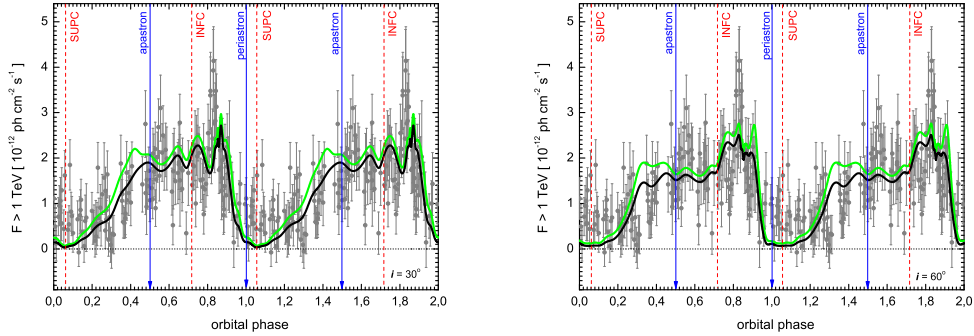 F > 1 TeV [ 10⁻¹² ph cm⁻² s⁻¹ ]
5
4
3
2
1
0
SUPC
apastron
INFC
periastron
SUPC
apastron
INFC
i = 30°
0,0 0,2 0,4 0,6 0,8 1,0 1,2 1,4 1,6 1,8 2,0
orbital phase
F > 1 TeV [ 10⁻¹² ph cm⁻² s⁻¹ ]
5
4
3
2
1
0
SUPC
apastron
INFC
periastron
SUPC
apastron
INFC
i = 60°
0,0 0,2 0,4 0,6 0,8 1,0 1,2 1,4 1,6 1,8 2,0
orbital phase